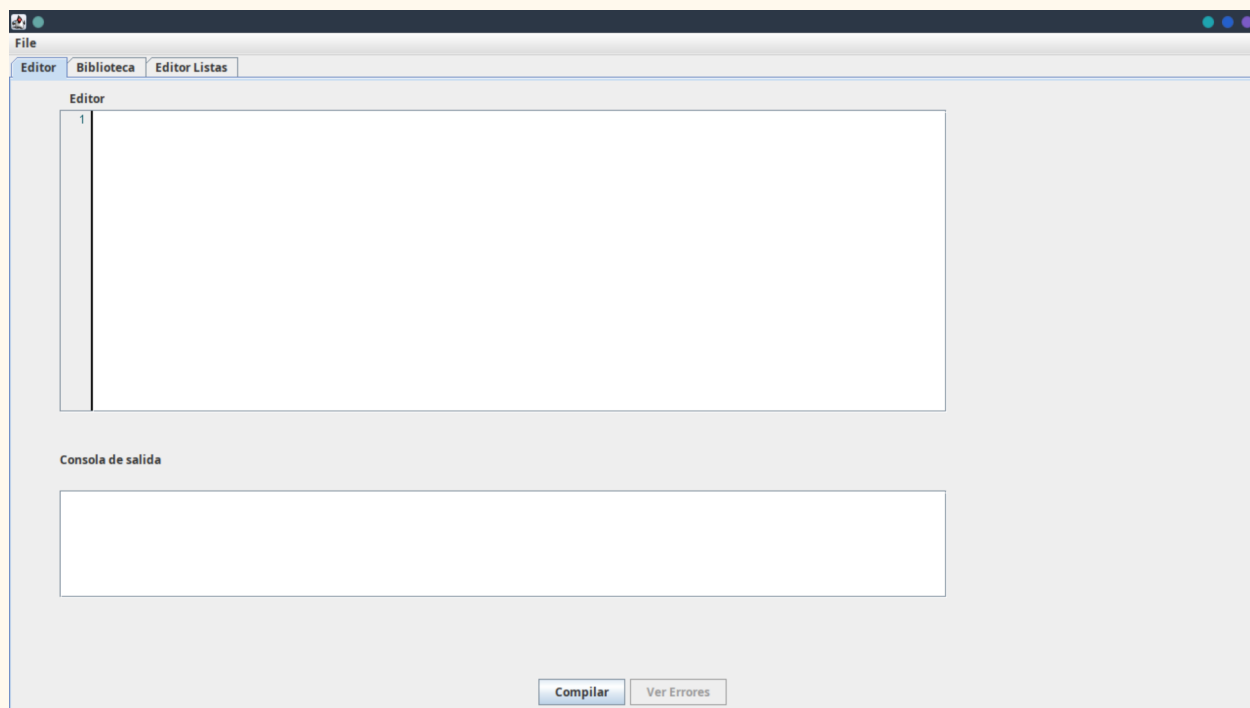 File
Editor Biblioteca Editor Listas
Editor
1
Consola de salida
Compilar Ver Errores